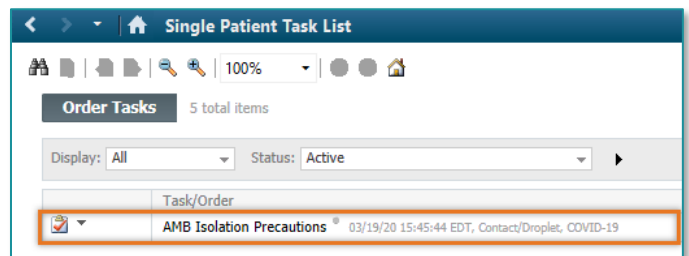 Single Patient Task List
100%
Order Tasks 5 total items
Display: All Status: Active
Task/Order
AMB Isolation Precautions 03/19/20 15:45:44 EDT, Contact/Droplet, COVID-19